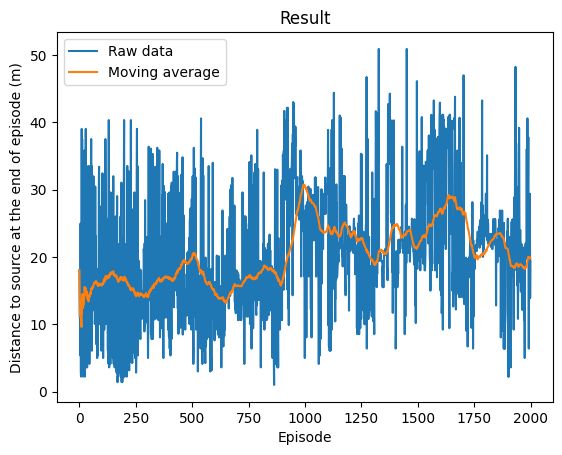 Result
Distance to source at the end of episode (m)
Raw data
Moving average
50
40
30
20
10
0
0 250 500 750 1000 1250 1500 1750 2000
Episode